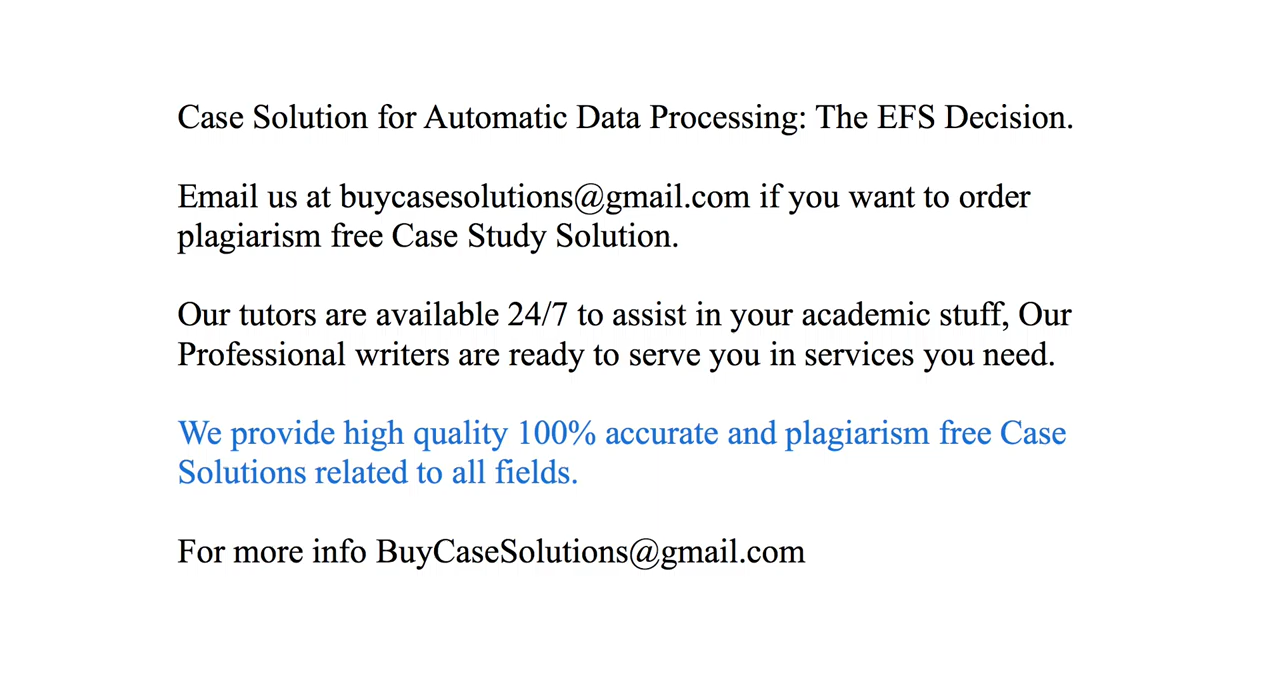 Case Solution for Automatic Data Processing: The EFS Decision.
Email us at buycasesolutions@gmail.com if you want to order
plagiarism free Case Study Solution.
Our tutors are available 24/7 to assist in your academic stuff, Our
Professional writers are ready to serve you in services you need.
We provide high quality 100% accurate and plagiarism free Case
Solutions related to all fields.
For more info BuyCaseSolutions@gmail.com